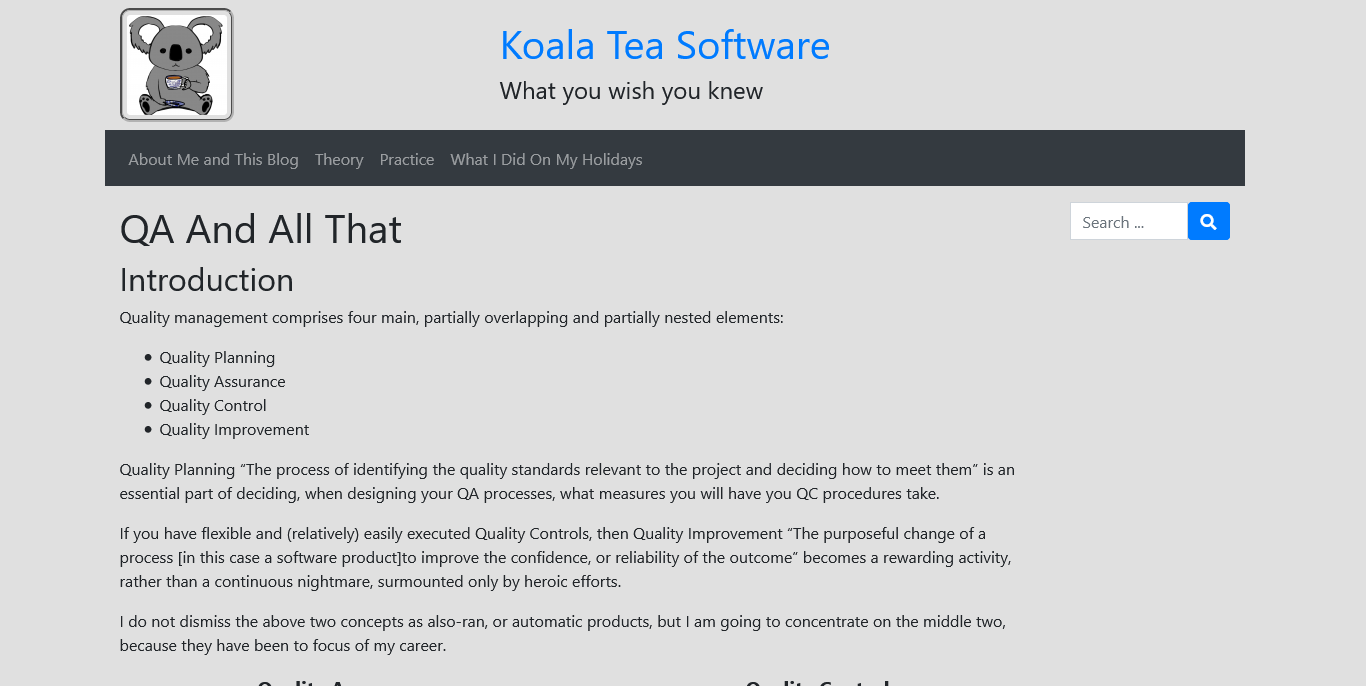 Koala Tea Software
What you wish you knew
About Me and This Blog Theory Practice What I Did On My Holidays
QA And All That
Search ...
Introduction
Quality management comprises four main, partially overlapping and partially nested elements:
• Quality Planning
• Quality Assurance
• Quality Control
• Quality Improvement
Quality Planning “The process of identifying the quality standards relevant to the project and deciding how to meet them” is an
essential part of deciding, when designing your QA processes, what measures you will have you QC procedures take.
If you have flexible and (relatively) easily executed Quality Controls, then Quality Improvement “The purposeful change of a
process [in this case a software product]to improve the confidence, or reliability of the outcome” becomes a rewarding activity,
rather than a continuous nightmare, surmounted only by heroic efforts.
I do not dismiss the above two concepts as also-ran, or automatic products, but I am going to concentrate on the middle two,
because they have been to focus of my career.